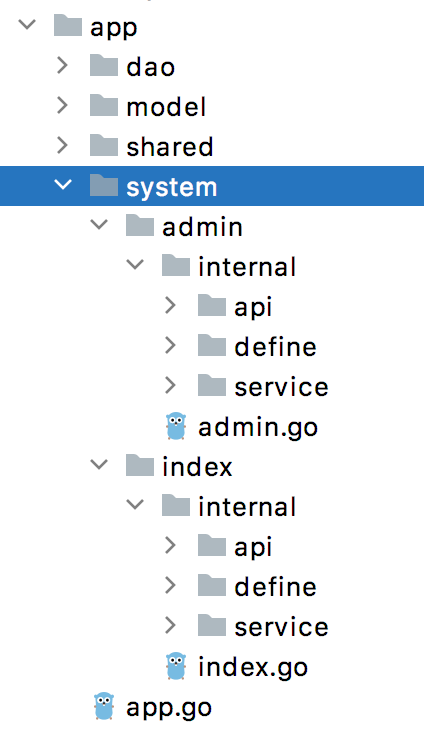 app
dao
model
shared
system
admin
internal
api
define
service
admin.go
index
internal
api
define
service
index.go
app.go